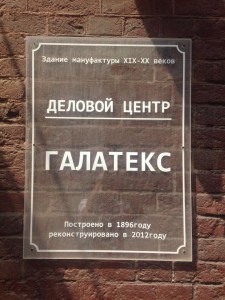 Здание мануфактуры XIX-XX веков
ДЕЛОВОЙ ЦЕНТР
ГАЛАТЕКС
Построено в 1896году
реконструировано в 2012году